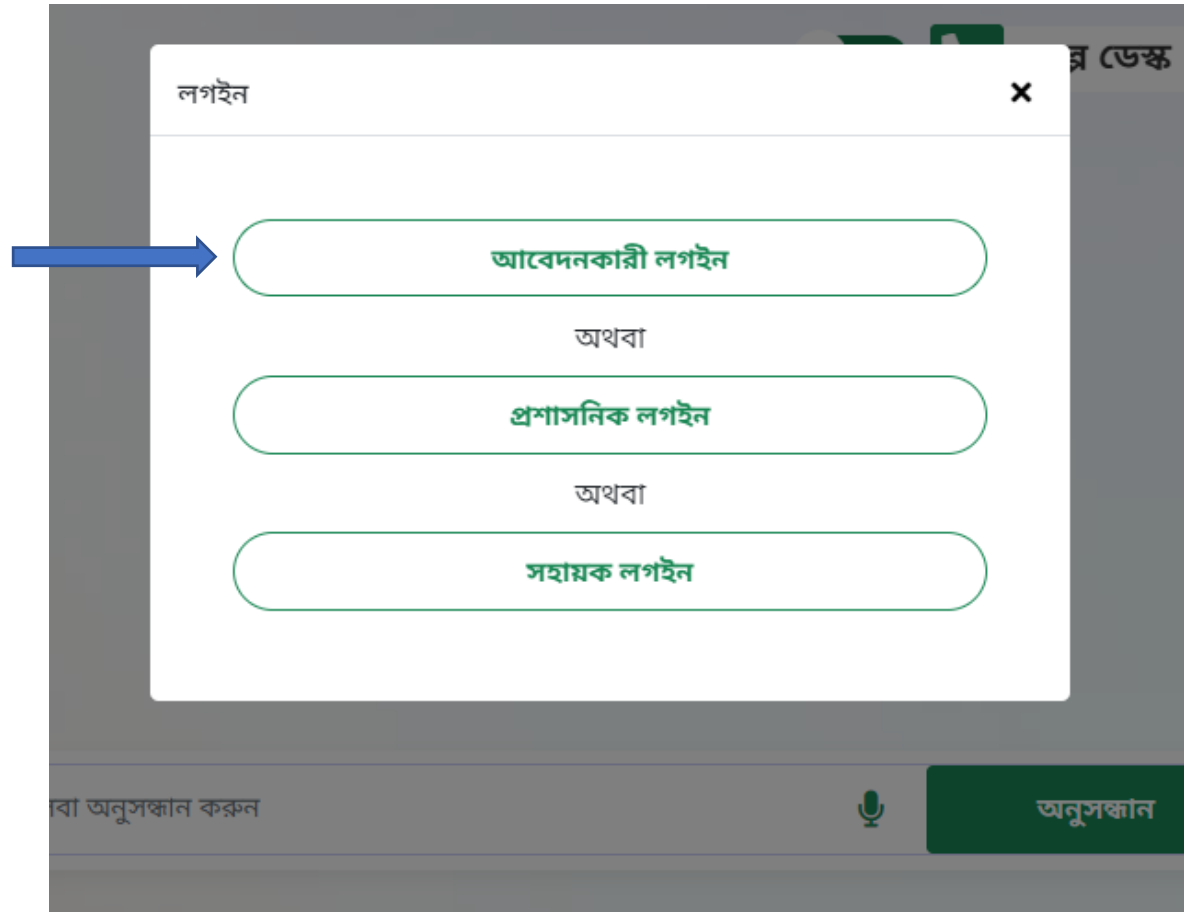 ডেস্ক
লগইন
আবেদনকারী লগইন
অথবা
প্রশাসনিক লগইন
অথবা
সহায়ক লগইন
অনুসন্ধান করুন
অনুসন্ধান